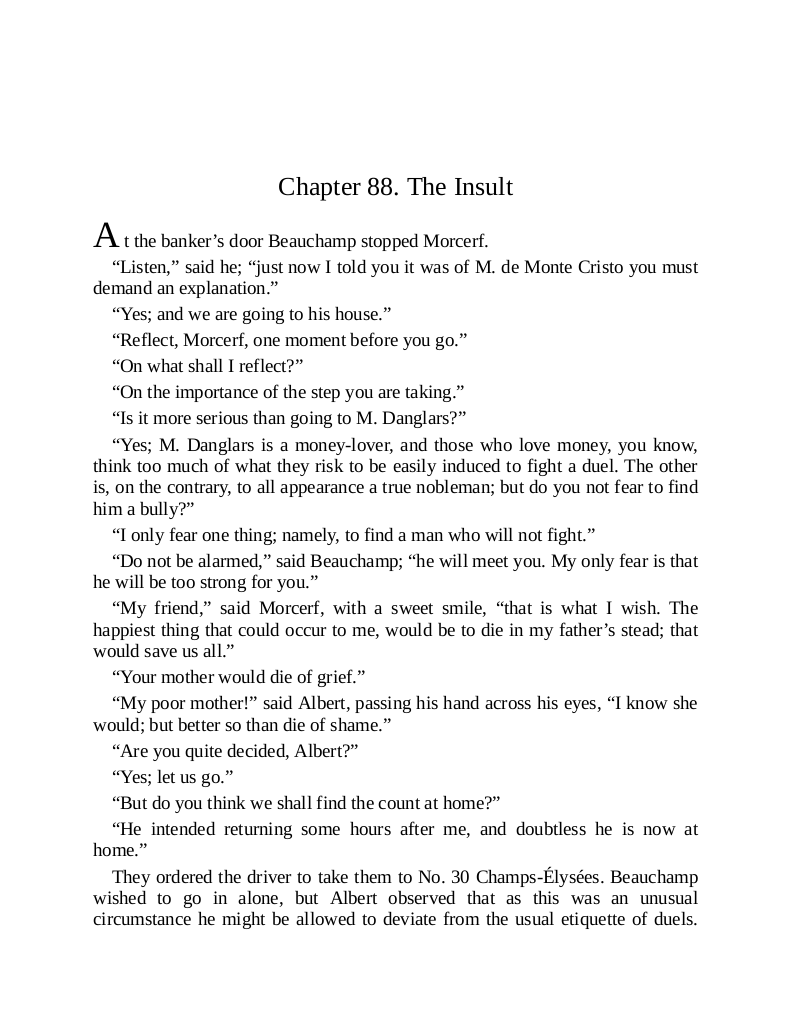 Chapter 88. The Insult
At the banker’s door Beauchamp stopped Morcerf.
“Listen,” said he; “just now I told you it was of M. de Monte Cristo you must
demand an explanation.”
“Yes; and we are going to his house.”
“Reflect, Morcerf, one moment before you go.”
“On what shall I reflect?”
“On the importance of the step you are taking.”
“Is it more serious than going to M. Danglars?”
“Yes; M. Danglars is a money-lover, and those who love money, you know,
think too much of what they risk to be easily induced to fight a duel. The other
is, on the contrary, to all appearance a true nobleman; but do you not fear to find
him a bully?”
“I only fear one thing; namely, to find a man who will not fight.”
“Do not be alarmed,” said Beauchamp; “he will meet you. My only fear is that
he will be too strong for you.”
“My friend,” said Morcerf, with a sweet smile, “that is what I wish. The
happiest thing that could occur to me, would be to die in my father’s stead; that
would save us all.”
“Your mother would die of grief.”
“My poor mother!” said Albert, passing his hand across his eyes, “I know she
would; but better so than die of shame.”
“Are you quite decided, Albert?”
“Yes; let us go.”
“But do you think we shall find the count at home?”
“He intended returning some hours after me, and doubtless he is now at
home.”
They ordered the driver to take them to No. 30 Champs-Élysées. Beauchamp
wished to go in alone, but Albert observed that as this was an unusual
circumstance he might be allowed to deviate from the usual etiquette of duels.